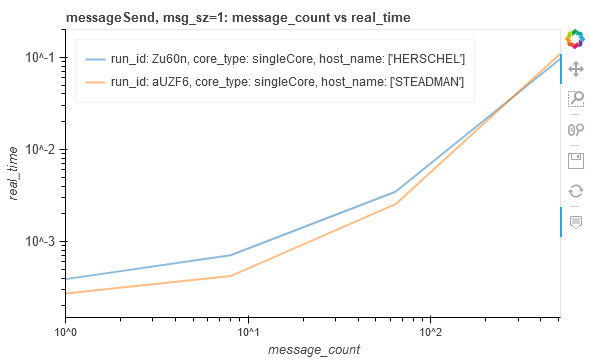 messageSend, msg_sz=1: message_count vs real_time
run_id: Zu60n, core_type: singleCore, host_name: ['HERSCHEL']
run_id: aUZF6, core_type: singleCore, host_name: ['STEADMAN']
10^-1
10^-2
10^-3
real_time
10^0
10^1
10^2
message_count